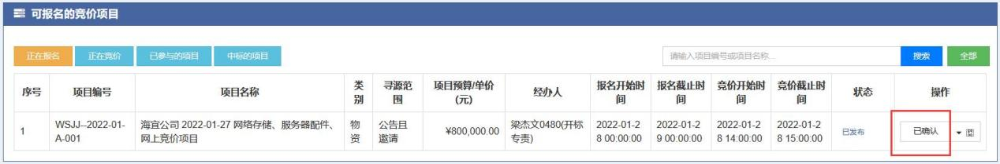 可报名的竞价项目
正在报名 正在竞价 已参与的项目 中标的项目 请输入项目编号或项目名称... 搜索 全部
序号 项目编号 项目名称 类别 寻源范围 项目预算/单价(元) 经办人 报名开始时间 报名截止时间 竞价开始时间 竞价截止时间 状态 操作
1 WSJJ--2022-01-A-001 海宜公司 2022-01-27 网络存储、服务器配件、网上竞价项目 物资 公告且邀请 ¥800,000.00 梁杰文0480(开标专责) 2022-01-28 00:00:00 2022-01-29 00:00:00 2022-01-28 14:00:00 2022-01-28 15:00:00 已发布 已确认